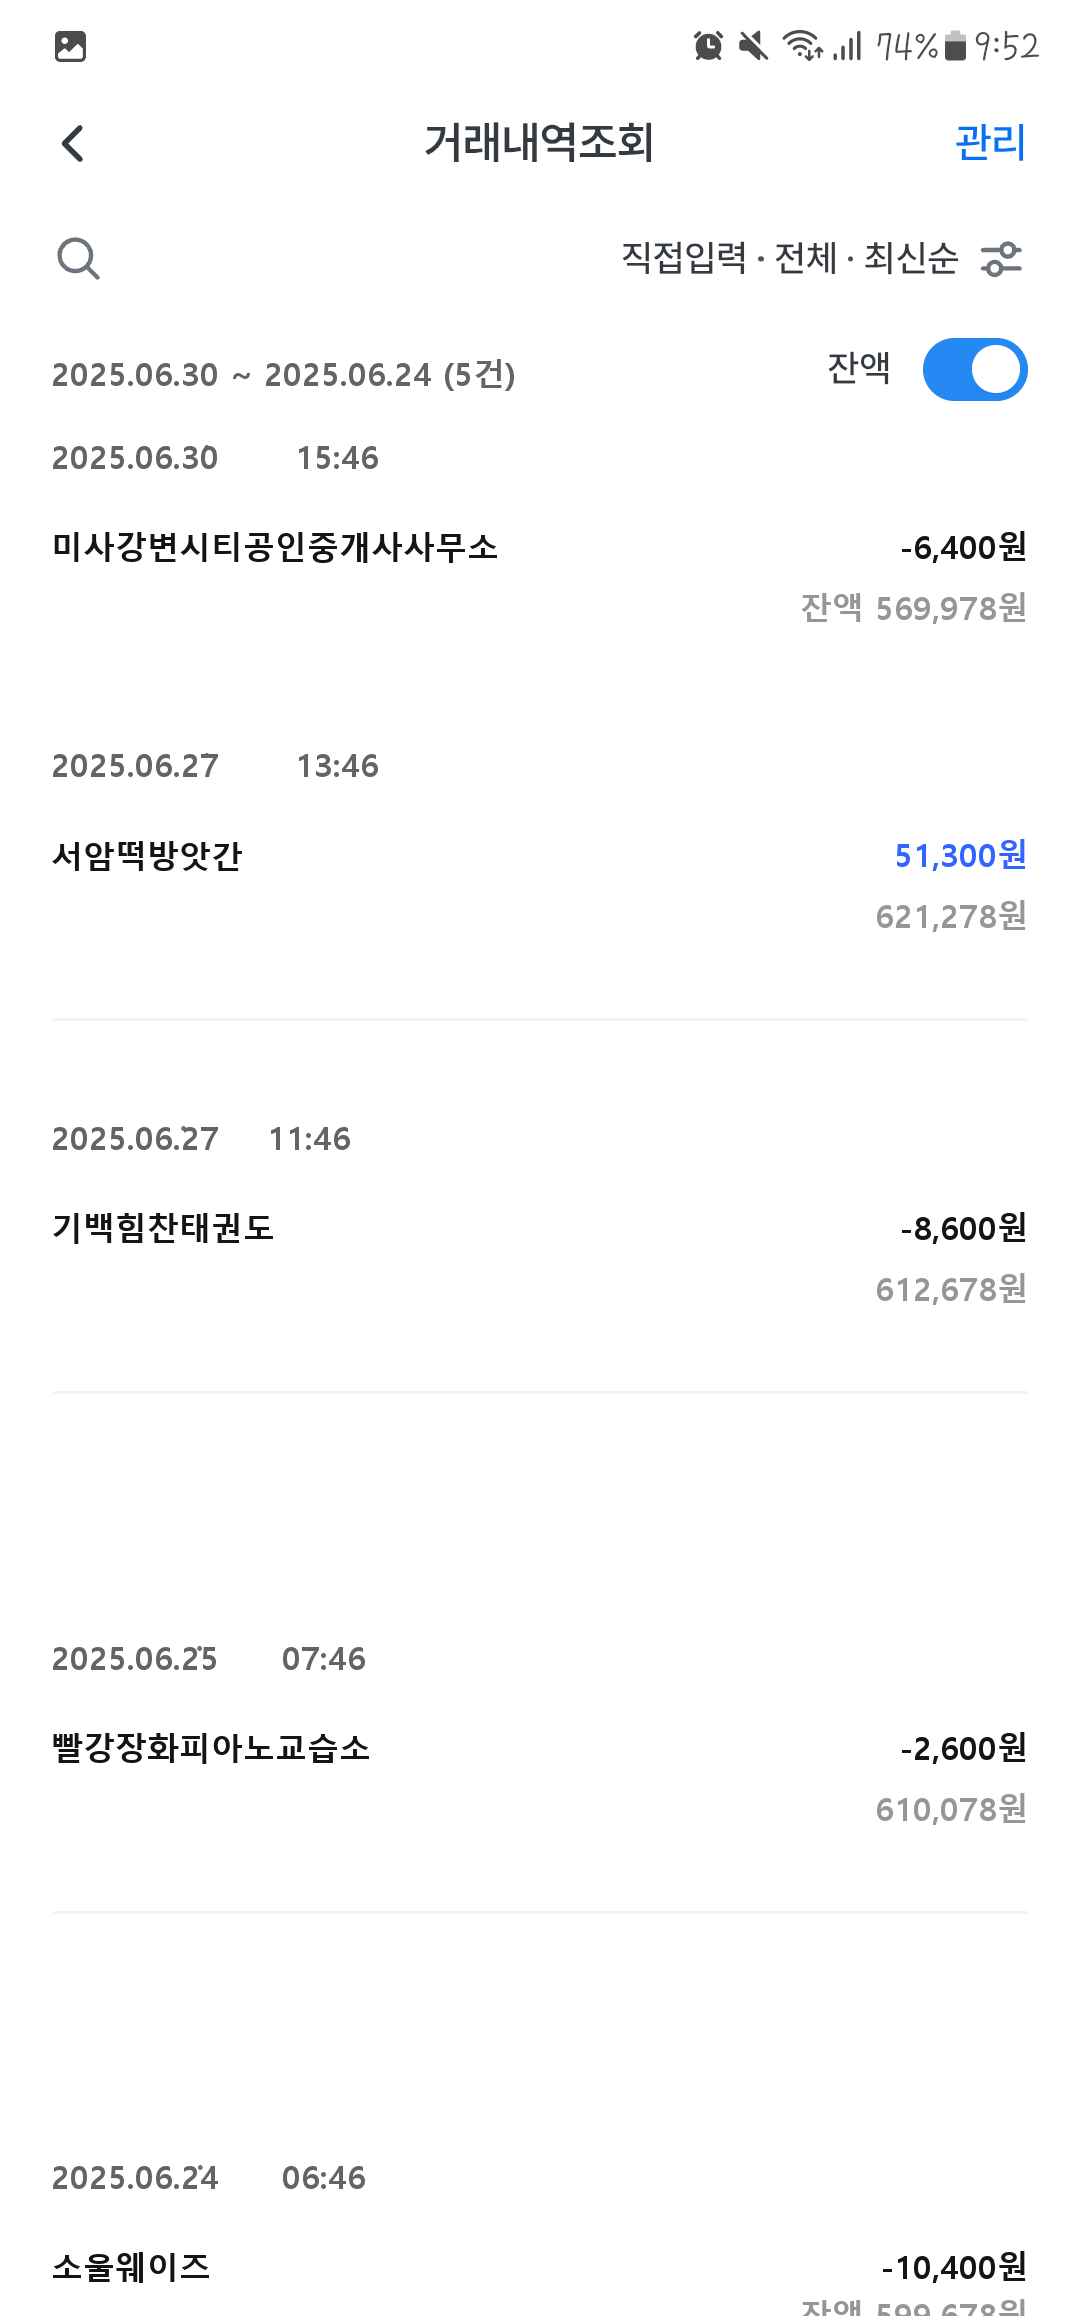 74% 9:52
거래내역조회 관리
직접입력 · 전체 · 최신순
2025.06.30 ~ 2025.06.24 (5건) 잔액
2025.06.30 15:46
미사강변시티공인중개사사무소 -6,400원
잔액 569,978원
2025.06.27 13:46
서암떡방앗간 51,300원
621,278원
2025.06.27 11:46
기백힘찬태권도 -8,600원
612,678원
2025.06.25 07:46
빨강장화피아노교습소 -2,600원
610,078원
2025.06.24 06:46
소울웨이즈 -10,400원
잔액 599,678원